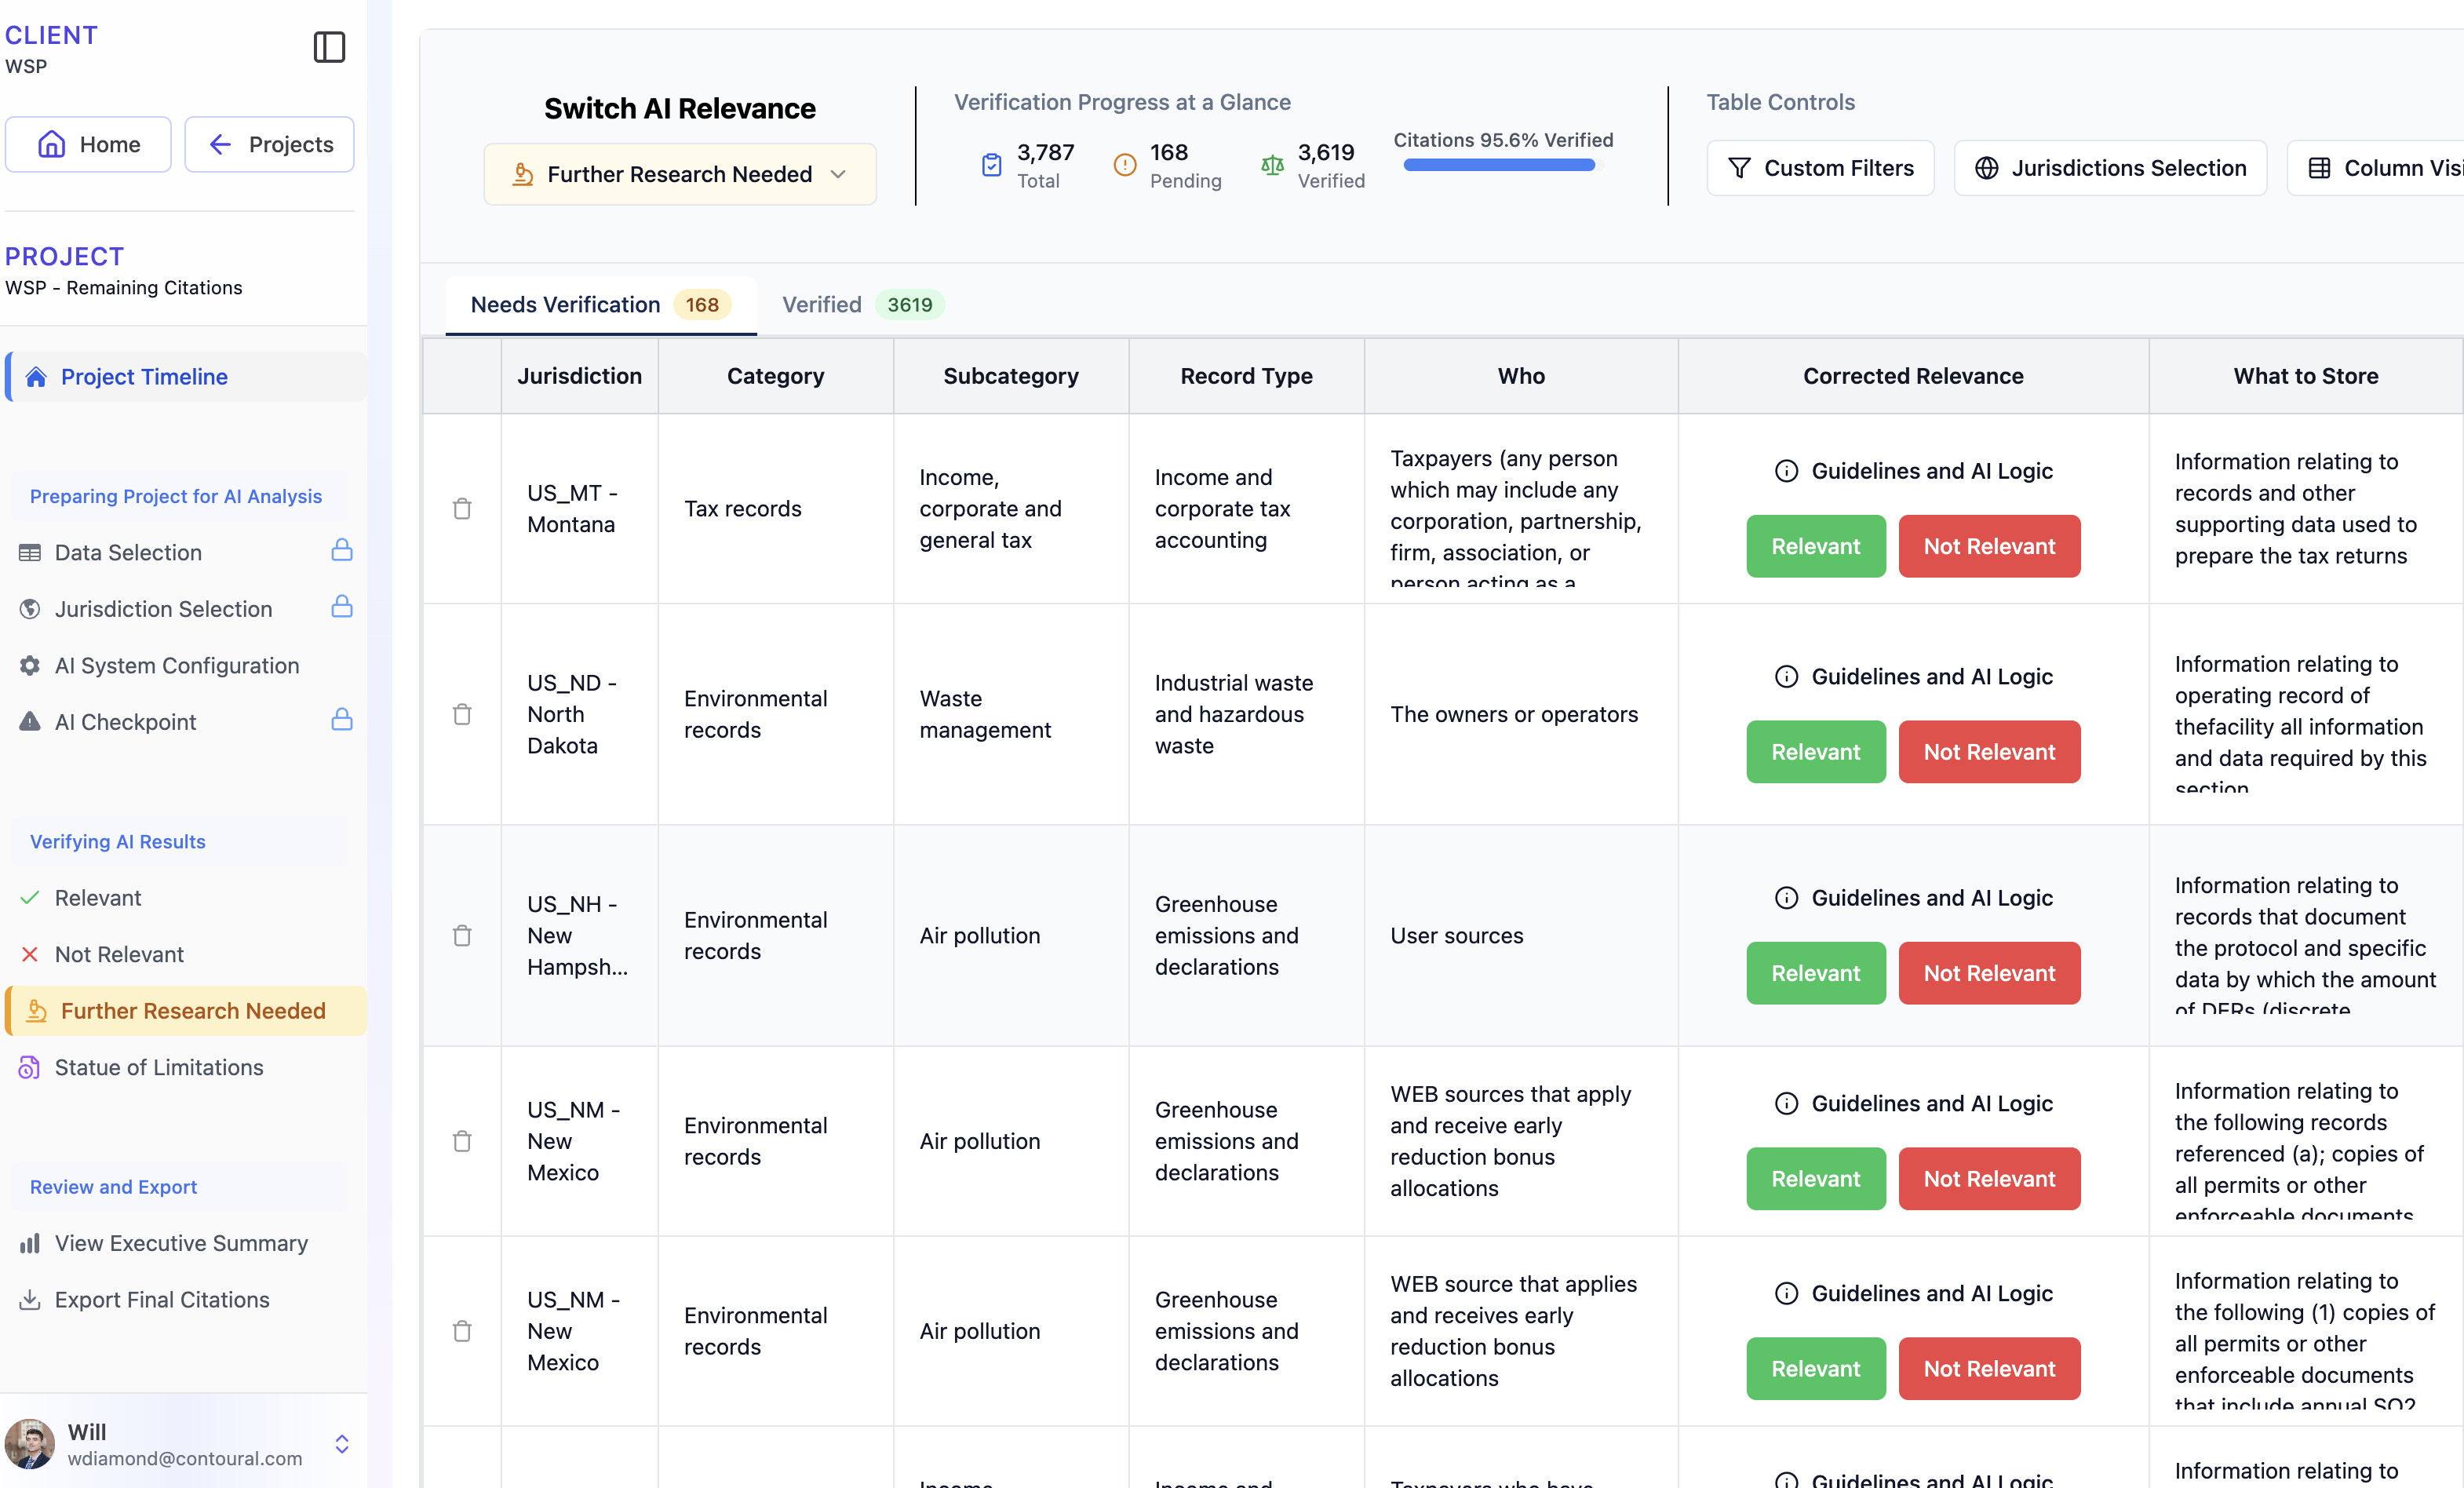 CLIENT
WSP
Home
Projects
PROJECT
WSP - Remaining Citations
Project Timeline
Preparing Project for AI Analysis
Data Selection
Jurisdiction Selection
AI System Configuration
AI Checkpoint
Verifying AI Results
Relevant
Not Relevant
Further Research Needed
Statue of Limitations
Review and Export
View Executive Summary
Export Final Citations
Will
wdiamond@contoural.com
Switch AI Relevance
Further Research Needed
Verification Progress at a Glance
3,787
Total
168
Pending
3,619
Verified
Citations 95.6% Verified
Table Controls
Custom Filters
Jurisdictions Selection
Column Visi
Needs Verification 168
Verified 3619
Jurisdiction
Category
Subcategory
Record Type
Who
Corrected Relevance
What to Store
US_MT -
Montana
Tax records
Income,
corporate and
general tax
Income and
corporate tax
accounting
Taxpayers (any person
which may include any
corporation, partnership,
firm, association, or
person acting as a
Guidelines and AI Logic
Relevant
Not Relevant
Information relating to
records and other
supporting data used to
prepare the tax returns
US_ND -
North
Dakota
Environmental
records
Waste
management
Industrial waste
and hazardous
waste
The owners or operators
Guidelines and AI Logic
Relevant
Not Relevant
Information relating to
operating record of
thefacility all information
and data required by this
section
US_NH -
New
Hampsh...
Environmental
records
Air pollution
Greenhouse
emissions and
declarations
User sources
Guidelines and AI Logic
Relevant
Not Relevant
Information relating to
records that document
the protocol and specific
data by which the amount
of DERs (discrete
US_NM -
New
Mexico
Environmental
records
Air pollution
Greenhouse
emissions and
declarations
WEB sources that apply
and receive early
reduction bonus
allocations
Guidelines and AI Logic
Relevant
Not Relevant
Information relating to
the following records
referenced (a); copies of
all permits or other
enforceable documents
US_NM -
New
Mexico
Environmental
records
Air pollution
Greenhouse
emissions and
declarations
WEB source that applies
and receives early
reduction bonus
allocations
Guidelines and AI Logic
Relevant
Not Relevant
Information relating to
the following (1) copies of
all permits or other
enforceable documents
that include annual SO2
Income
Income and
Taxpayers who have
Guidelines and AI Logic
Information relating to